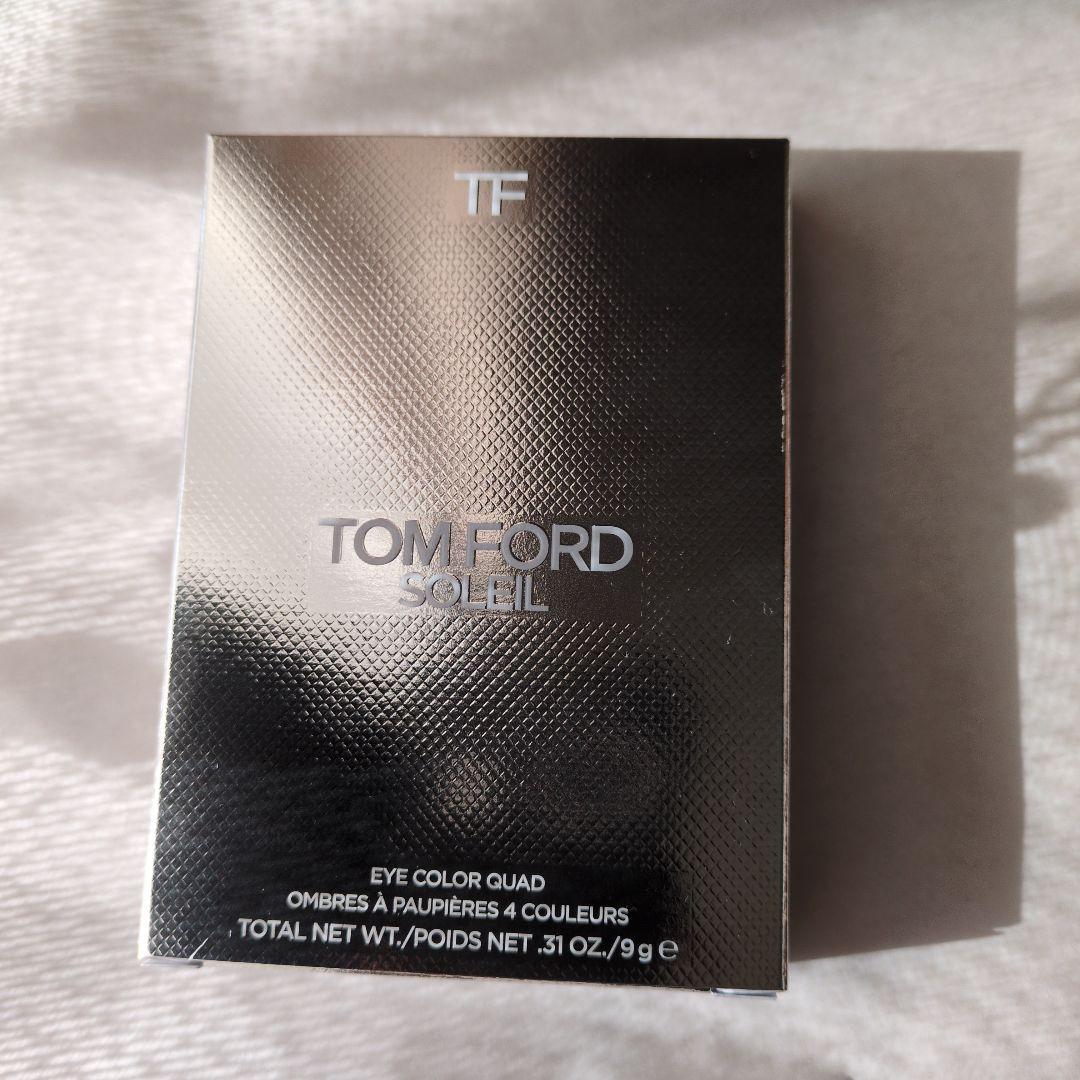 TF
TOM FORD
SOLEIL
EYE COLOR QUAD
OMBRES À PAUPIÈRES 4 COULEURS
TOTAL NET WT./POIDS NET .31 OZ./9 g ℮